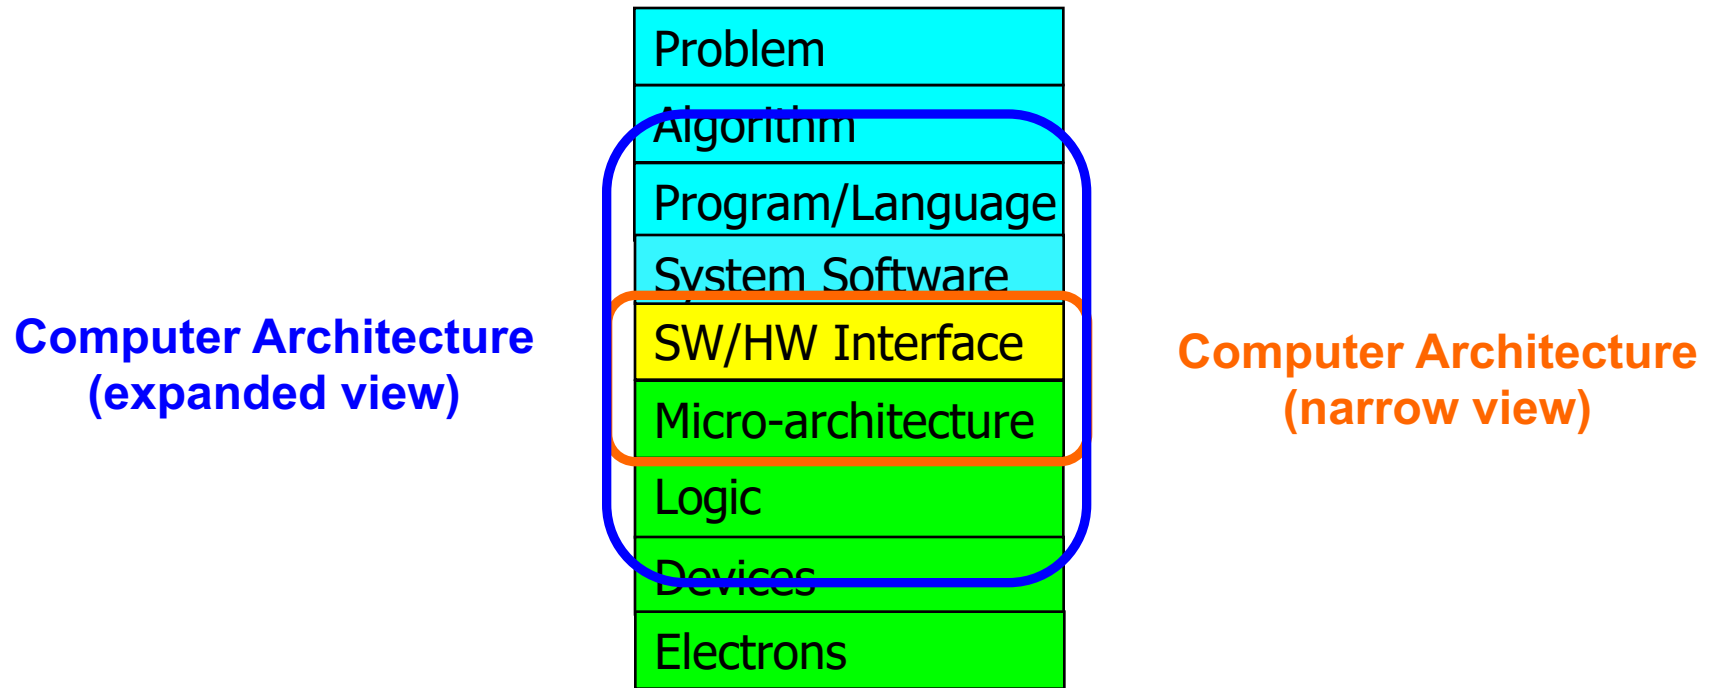 Problem
Algorithm
Program/Language
System Software
SW/HW Interface
Micro-architecture
Logic
Devices
Electrons
Computer Architecture
(expanded view)
Computer Architecture
(narrow view)